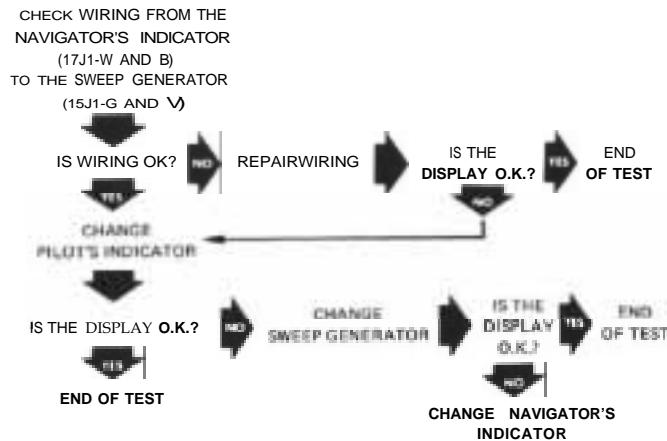 CHECK WIRING FROM THE
NAVIGATOR'S INDICATOR
(17J1-W AND B)
TO THE SWEEP GENERATOR
(15J1-G AND V)
IS WIRING OK?
NO
REPAIRWIRING
IS THE
DISPLAY O.K.?
YES
END
OF TEST
YES
NO
CHANGE
PILOT'S INDICATOR
IS THE DISPLAY O.K.?
NO
CHANGE
SWEEP GENERATOR
IS THE
DISPLAY
O.K.?
YES
END
OF TEST
YES
END OF TEST
NO
CHANGE NAVIGATOR'S
INDICATOR